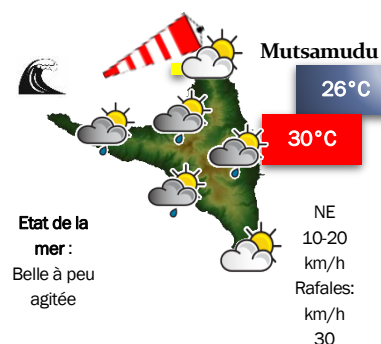 Mutsamudu
26°C
30°C
Etat de la
mer :
Belle à peu
agitée
NE
10-20
km/h
Rafales:
km/h
30